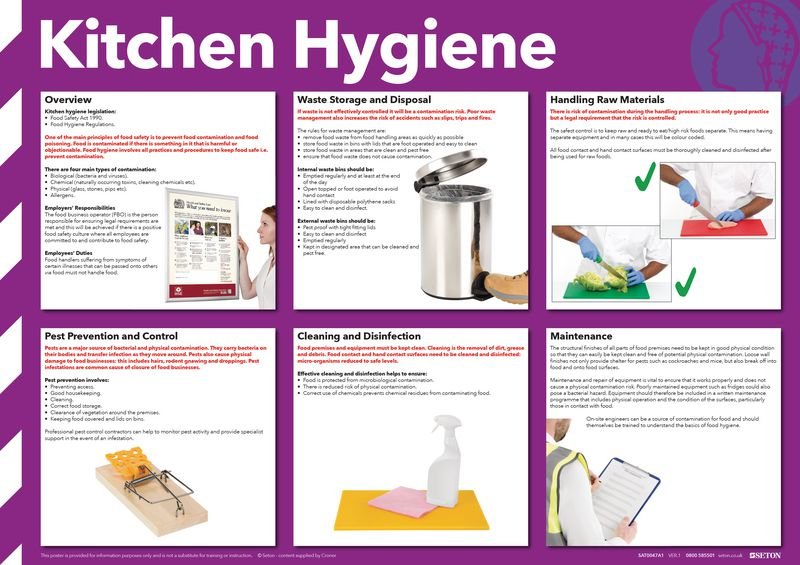 Kitchen Hygiene
Overview
Kitchen hygiene legislation:
• Food Safety Act 1990.
• Food Hygiene Regulations.
One of the main principles of food safety is to prevent food contamination and food
poisoning. Food is contaminated if there is something in it that is harmful or
objectionable. Food hygiene involves all practices and procedures to keep food safe i.e.
prevent contamination.
There are four main types of contamination:
• Biological (bacteria and viruses).
• Chemical (naturally occurring toxins, cleaning chemicals etc).
• Physical (glass, stones, pips etc).
• Allergens.
Employers' Responsibilities
The food business operator (FBO) is the person
responsible for ensuring legal requirements are
met and this will be achieved if there is a positive
food safety culture where all employees are
committed to and contribute to food safety.
Employees' Duties
Food handlers suffering from symptoms of
certain illnesses that can be passed onto others
via food must not handle food.
What you need to know
Waste Storage and Disposal
If waste is not effectively controlled it will be a contamination risk. Poor waste
management also increases the risk of accidents such as slips, trips and fires.
The rules for waste management are:
• remove food waste from food handling areas as quickly as possible
• store food waste in bins with lids that are foot operated and easy to clean
• store food waste in areas that are clean and pest free
• ensure that food waste does not cause contamination.
Internal waste bins should be:
• Emptied regularly and at least at the end
of the day
• Open topped or foot operated to avoid
hand contact
• Lined with disposable polythene sacks
• Easy to clean and disinfect.
External waste bins should be:
• Pest proof with tight fitting lids
• Easy to clean and disinfect
• Emptied regularly
• Kept in designated area that can be cleaned and
pest free.
Handling Raw Materials
There is risk of contamination during the handling process: it is not only good practice
but a legal requirement that the risk is controlled.
The safest control is to keep raw and ready to eat/high risk foods separate. This means having
separate equipment and in many cases this will be colour coded.
All food contact and hand contact surfaces must be thoroughly cleaned and disinfected after
being used for raw foods.
Pest Prevention and Control
Pests are a major source of bacterial and physical contamination. They carry bacteria on
their bodies and transfer infection as they move around. Pests also cause physical
damage to food businesses: this includes hairs, rodent gnawing and droppings. Pest
infestations are common cause of closure of food businesses.
Pest prevention involves:
• Preventing access.
• Good housekeeping.
• Cleaning.
• Correct food storage.
• Clearance of vegetation around the premises.
• Keeping food covered and lids on bins.
Professional pest control contractors can help to monitor pest activity and provide specialist
support in the event of an infestation.
Cleaning and Disinfection
Food premises and equipment must be kept clean. Cleaning is the removal of dirt, grease
and debris. Food contact and hand contact surfaces need to be cleaned and disinfected:
micro-organisms reduced to safe levels.
Effective cleaning and disinfection helps to ensure:
• Food is protected from microbiological contamination.
• There is reduced risk of physical contamination.
• Correct use of chemicals prevents chemical residues from contaminating food.
Maintenance
The structural finishes of all parts of food premises need to be kept in good physical condition
so that they can easily be kept clean and free of potential physical contamination. Loose wall
finishes not only provide shelter for pests such as cockroaches and mice, but also break off into
food and onto food surfaces.
Maintenance and repair of equipment is vital to ensure that it works properly and does not
cause a physical contamination risk. Poorly maintained equipment such as fridges could also
pose a bacterial hazard. Equipment should therefore be included in a written maintenance
programme that includes physical operation and the condition of the surfaces, particularly
those in contact with food.
On-site engineers can be a source of contamination for food and should
themselves be trained to understand the basics of food hygiene.
This poster is provided for information purposes only and is not a substitute for training or instruction. © Seton - content supplied by Croner
SAT0047A1 VER.1 0800 585501 seton.co.uk SETON